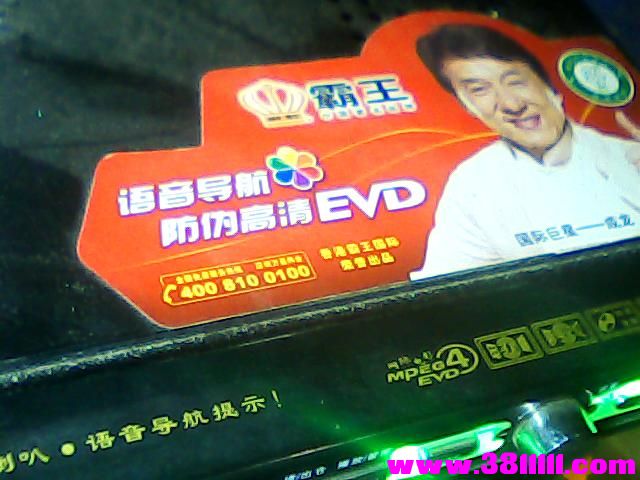 霸王
语音导航
防伪高清EVD
400 810 0100
香港霸王国际
荣誉出品
国际巨星——成龙
MPEG4
EVD
喇叭 ● 语音导航提示!
www.38lllll.com